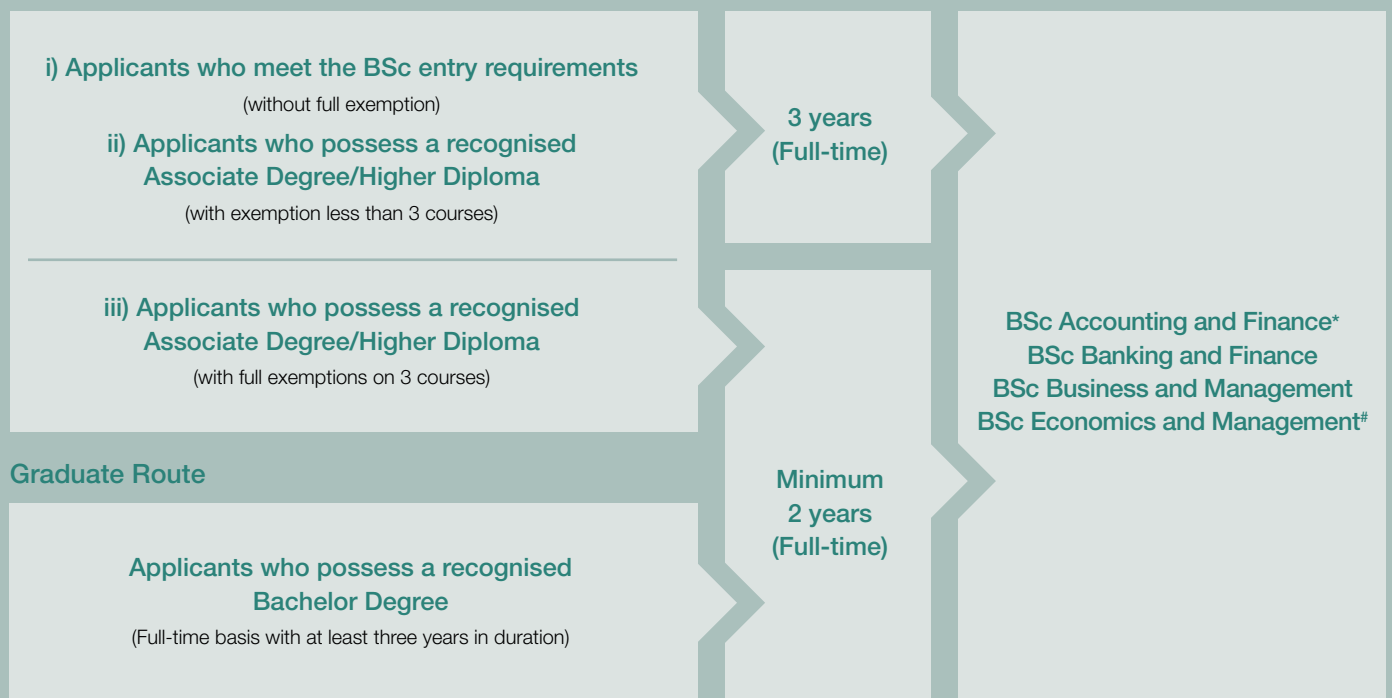 i) Applicants who meet the BSc entry requirements
(without full exemption)
ii) Applicants who possess a recognised
Associate Degree/Higher Diploma
(with exemption less than 3 courses)
iii) Applicants who possess a recognised
Associate Degree/Higher Diploma
(with full exemptions on 3 courses)
Graduate Route
Applicants who possess a recognised
Bachelor Degree
(Full-time basis with at least three years in duration)
3 years
(Full-time)
Minimum
2 years
(Full-time)
BSc Accounting and Finance*
BSc Banking and Finance
BSc Business and Management
BSc Economics and Management#